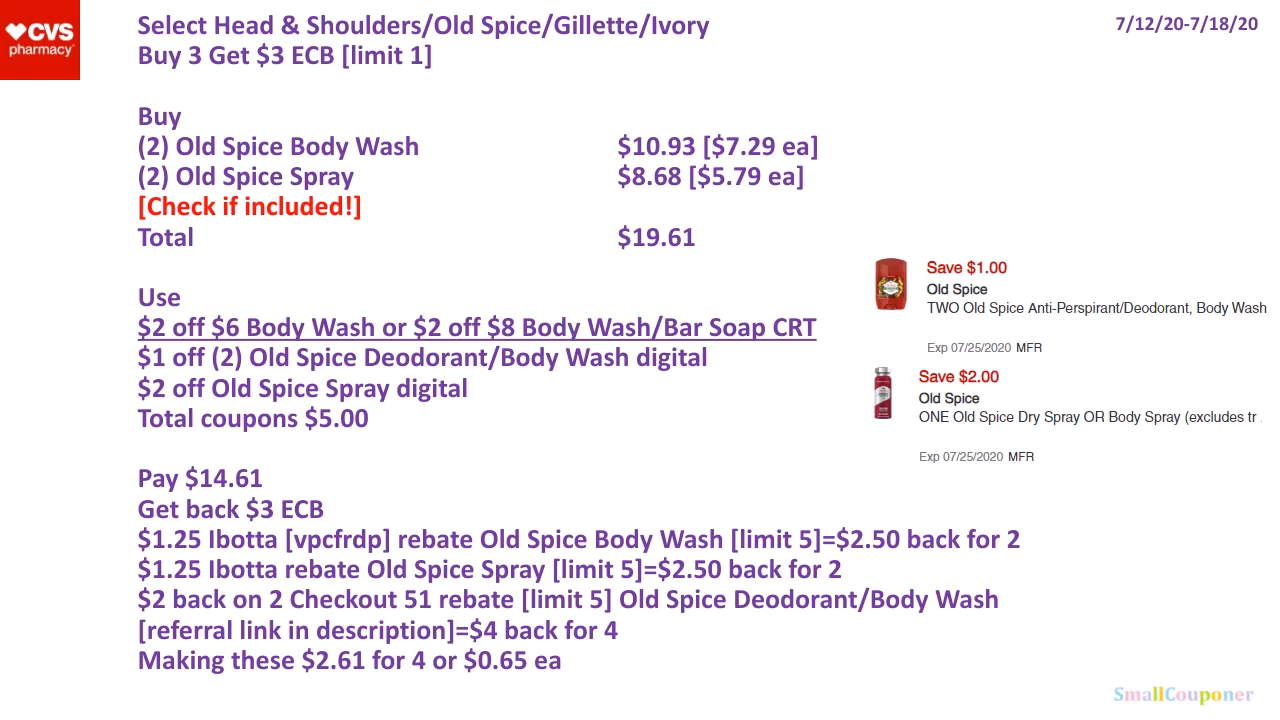 CVS
pharmacy
Select Head & Shoulders/Old Spice/Gillette/Ivory
7/12/20-7/18/20
Buy 3 Get $3 ECB [limit 1]
Buy
(2) Old Spice Body Wash $10.93 [$7.29 ea]
(2) Old Spice Spray $8.68 [$5.79 ea]
[Check if included!]
Total $19.61
Use
$2 off $6 Body Wash or $2 off $8 Body Wash/Bar Soap CRT
$1 off (2) Old Spice Deodorant/Body Wash digital
$2 off Old Spice Spray digital
Total coupons $5.00
Save $1.00
Old Spice
TWO Old Spice Anti-Perspirant/Deodorant, Body Wash
Exp 07/25/2020 MFR
Save $2.00
Old Spice
ONE Old Spice Dry Spray OR Body Spray (excludes tr .
Exp 07/25/2020 MFR
Pay $14.61
Get back $3 ECB
$1.25 Ibotta [vpcfrdp] rebate Old Spice Body Wash [limit 5]=$2.50 back for 2
$1.25 Ibotta rebate Old Spice Spray [limit 5]=$2.50 back for 2
$2 back on 2 Checkout 51 rebate [limit 5] Old Spice Deodorant/Body Wash
[referral link in description]=$4 back for 4
Making these $2.61 for 4 or $0.65 ea
SmallCouponer